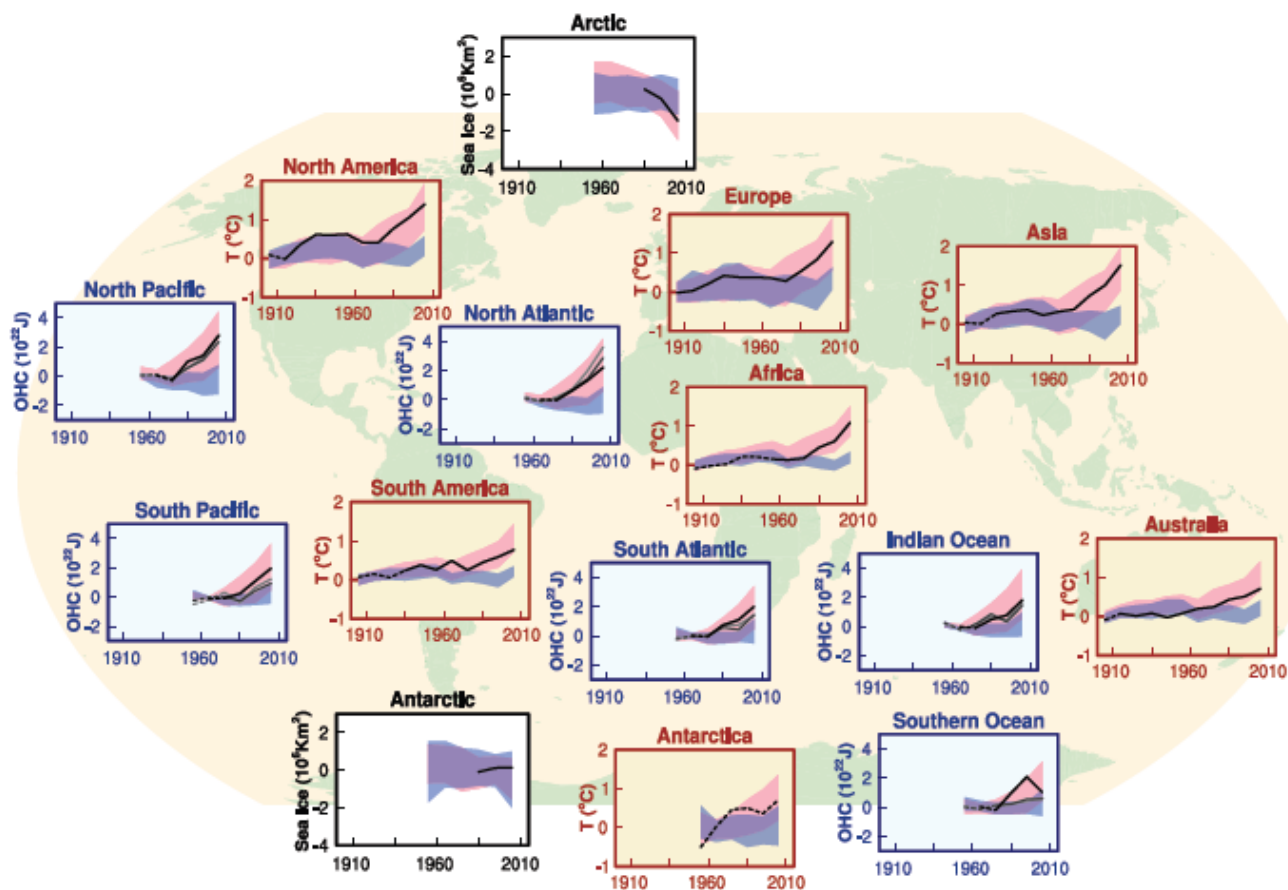 Arctic
Sea Ice (10⁶Km²)
2
0
-2
-4
1910 1960 2010
North America
T (°C)
2
1
0
-1
1910 1960 2010
Europe
T (°C)
2
1
0
-1
1910 1960 2010
Asia
T (°C)
2
1
0
-1
1910 1960 2010
North Pacific
OHC (10²²J)
4
2
0
-2
1910 1960 2010
North Atlantic
OHC (10²²J)
4
2
0
-2
1910 1960 2010
Africa
T (°C)
2
1
0
-1
1910 1960 2010
South Pacific
OHC (10²²J)
4
2
0
-2
1910 1960 2010
South America
T (°C)
2
1
0
-1
1910 1960 2010
South Atlantic
OHC (10²²J)
4
2
0
-2
1910 1960 2010
Indian Ocean
OHC (10²²J)
4
2
0
-2
1910 1960 2010
Australia
T (°C)
2
1
0
-1
1910 1960 2010
Antarctic
Sea Ice (10⁶Km²)
2
0
-2
-4
1910 1960 2010
Antarctica
T (°C)
2
1
0
-1
1910 1960 2010
Southern Ocean
OHC (10²²J)
4
2
0
-2
1910 1960 2010